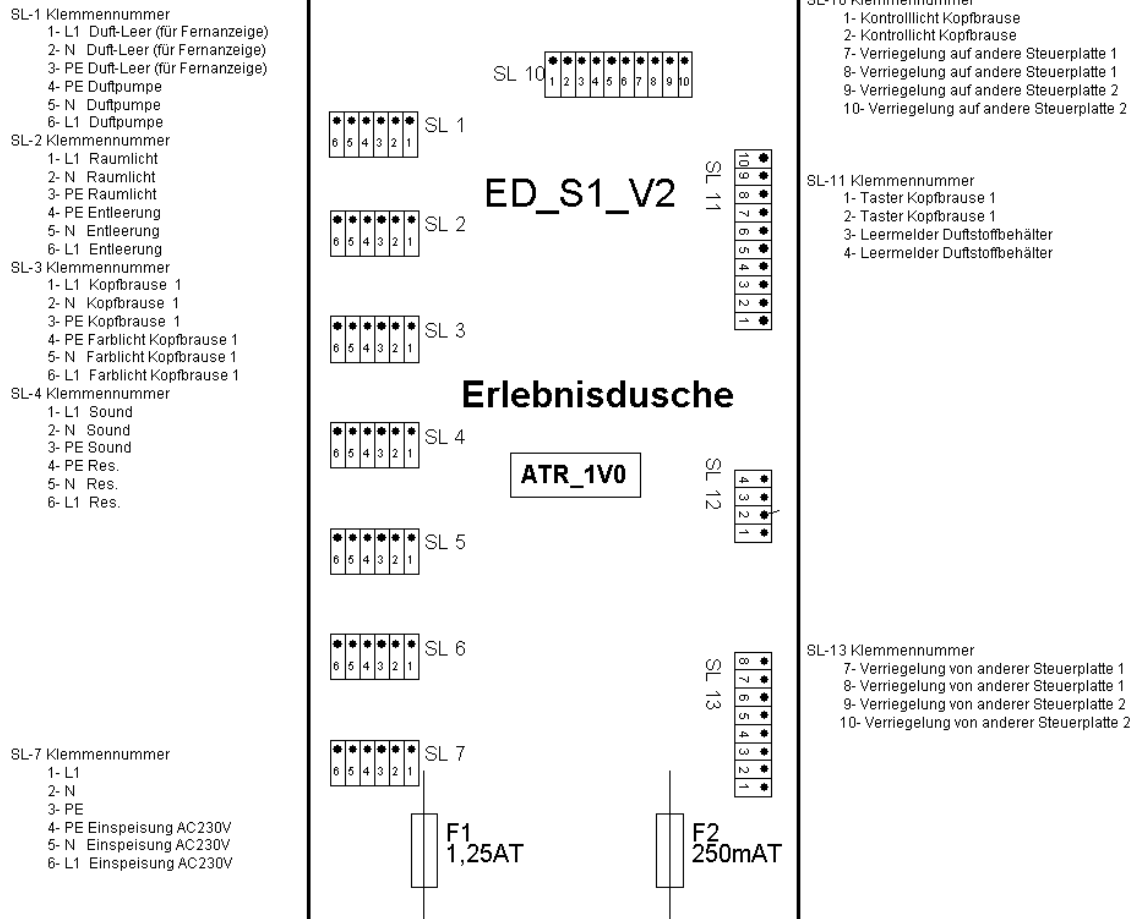 SL-1 Klemmennummer
1- L1 Duft-Leer (für Fernanzeige)
2- N Duft-Leer (für Fernanzeige)
3- PE Duft-Leer (für Fernanzeige)
4- PE Duftpumpe
5- N Duftpumpe
6- L1 Duftpumpe
SL-2 Klemmennummer
1- L1 Raumlicht
2- N Raumlicht
3- PE Raumlicht
4- PE Entleerung
5- N Entleerung
6- L1 Entleerung
SL-3 Klemmennummer
1- L1 Kopfbrause 1
2- N Kopfbrause 1
3- PE Kopfbrause 1
4- PE Farblicht Kopfbrause 1
5- N Farblicht Kopfbrause 1
6- L1 Farblicht Kopfbrause 1
SL-4 Klemmennummer
1- L1 Sound
2- N Sound
3- PE Sound
4- PE Res.
5- N Res.
6- L1 Res.
SL-7 Klemmennummer
1- L1
2- N
3- PE
4- PE Einspeisung AC230V
5- N Einspeisung AC230V
6- L1 Einspeisung AC230V
SL 10
1 2 3 4 5 6 7 8 9 10
6 5 4 3 2 1
SL 1
ED_S1_V2
6 5 4 3 2 1
SL 2
6 5 4 3 2 1
SL 3
Erlebnisdusche
6 5 4 3 2 1
SL 4
ATR_1V0
6 5 4 3 2 1
SL 5
6 5 4 3 2 1
SL 6
6 5 4 3 2 1
SL 7
SL 11
10 9 8 7 6 5 4 3 2 1
SL 12
4 3 2 1
SL 13
8 7 6 5 4 3 2 1
F1
1,25AT
F2
250mAT
SL-10 Klemmennummer
1- Kontrolllicht Kopfbrause
2- Kontrollicht Kopfbrause
7- Verriegelung auf andere Steuerplatte 1
8- Verriegelung auf andere Steuerplatte 1
9- Verriegelung auf andere Steuerplatte 2
10- Verriegelung auf andere Steuerplatte 2
SL-11 Klemmennummer
1- Taster Kopfbrause 1
2- Taster Kopfbrause 1
3- Leermelder Duftstoffbehälter
4- Leermelder Duftstoffbehälter
SL-13 Klemmennummer
7- Verriegelung von anderer Steuerplatte 1
8- Verriegelung von anderer Steuerplatte 1
9- Verriegelung von anderer Steuerplatte 2
10- Verriegelung von anderer Steuerplatte 2